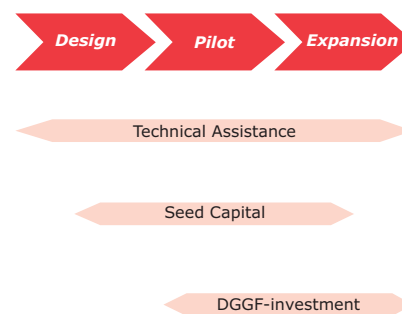 Design Pilot Expansion
Technical Assistance
Seed Capital
DGGF-investment